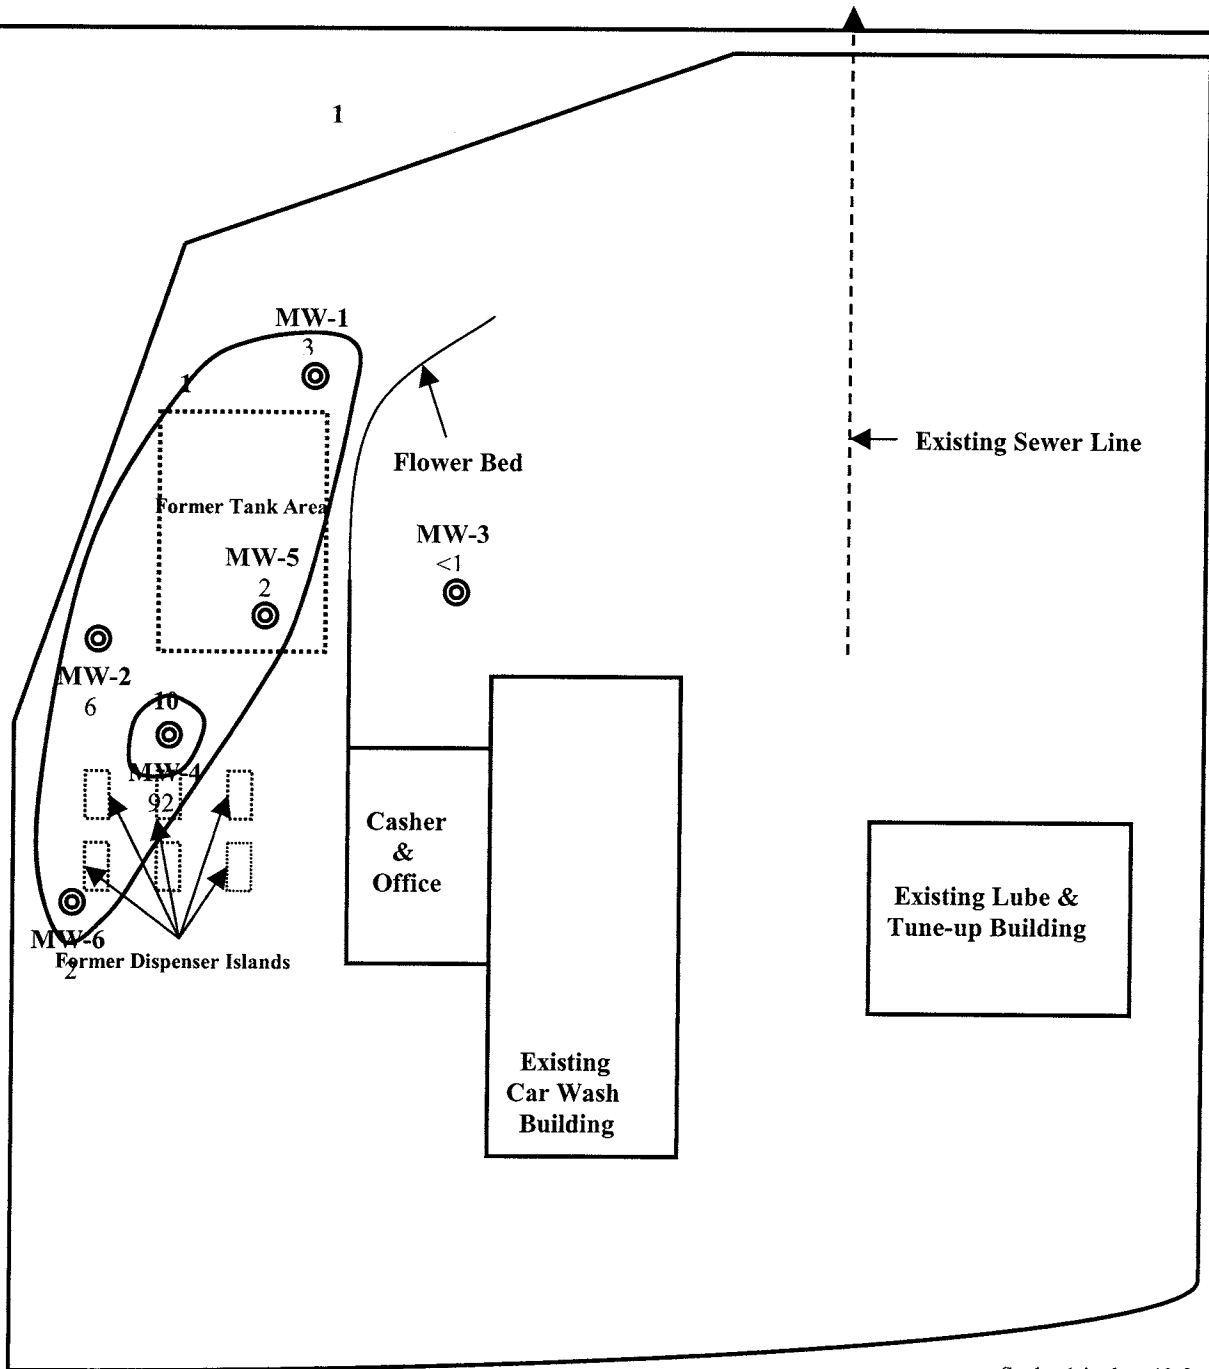 1
MW-1
3
1
Flower Bed
Existing Sewer Line
Former Tank Area
MW-3
<1
MW-5
2
MW-2
6
10
MW-4
92
Casher
&
Office
Existing Lube &
Tune-up Building
MW-6
2
Former Dispenser Islands
Existing
Car Wash
Building